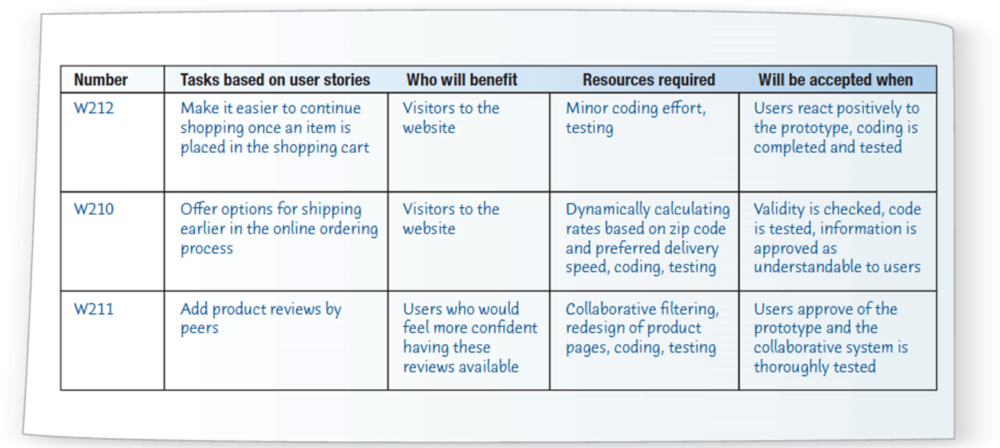 Number Tasks based on user stories Who will benefit Resources required Will be accepted when
W212
Make it easier to continue
shopping once an item is
placed in the shopping cart
Visitors to the
website
Minor coding effort,
testing
Users react positively to
the prototype, coding is
completed and tested
W210
Offer options for shipping
earlier in the online ordering
process
Visitors to the
website
Dynamically calculating
rates based on zip code
and preferred delivery
speed, coding, testing
Validity is checked, code
is tested, information is
approved as
understandable to users
W211
Add product reviews by
peers
Users who would
feel more confident
having these
reviews available
Collaborative filtering,
redesign of product
pages, coding, testing
Users approve of the
prototype and the
collaborative system is
thoroughly tested